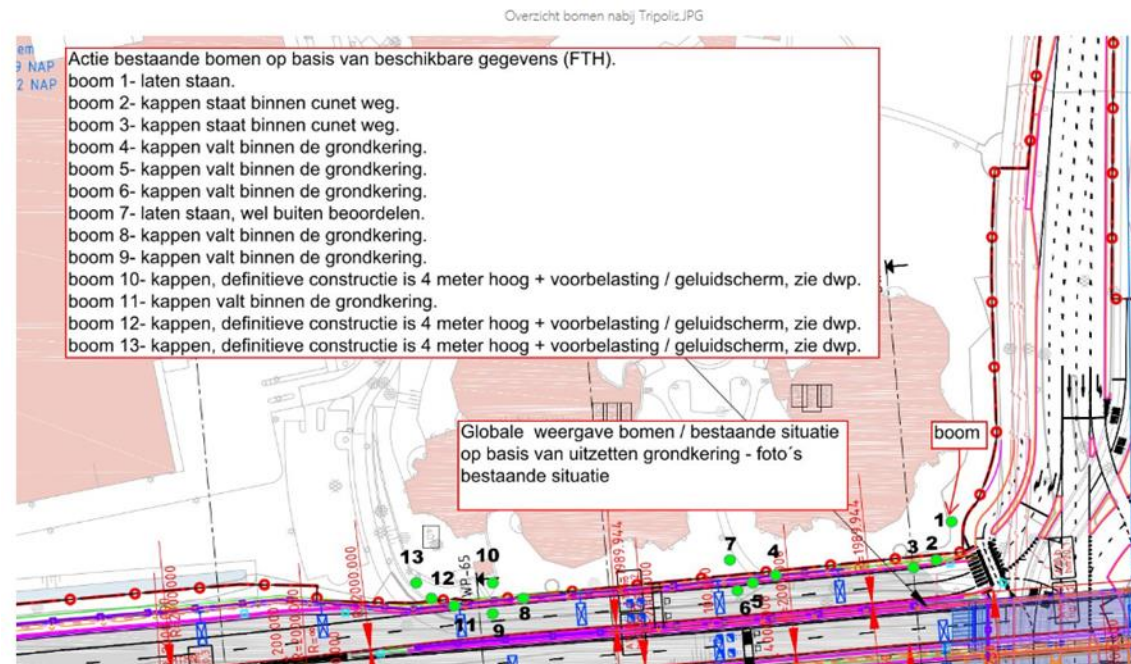 Overzicht bomen nabij Tripolis.JPG
em
9 NAP
2 NAP
Actie bestaande bomen op basis van beschikbare gegevens (FTH).
boom 1- laten staan.
boom 2- kappen staat binnen cunet weg.
boom 3- kappen staat binnen cunet weg.
boom 4- kappen valt binnen de grondkering.
boom 5- kappen valt binnen de grondkering.
boom 6- kappen valt binnen de grondkering.
boom 7- laten staan, wel buiten beoordelen.
boom 8- kappen valt binnen de grondkering.
boom 9- kappen valt binnen de grondkering.
boom 10- kappen, definitieve constructie is 4 meter hoog + voorbelasting / geluidscherm, zie dwp.
boom 11- kappen valt binnen de grondkering.
boom 12- kappen, definitieve constructie is 4 meter hoog + voorbelasting / geluidscherm, zie dwp.
boom 13- kappen, definitieve constructie is 4 meter hoog + voorbelasting / geluidscherm, zie dwp.
Globale weergave bomen / bestaande situatie
op basis van uitzetten grondkering - foto´s
bestaande situatie
boom
1
2
3
4
7
5
6
10
13
12
8
11
9